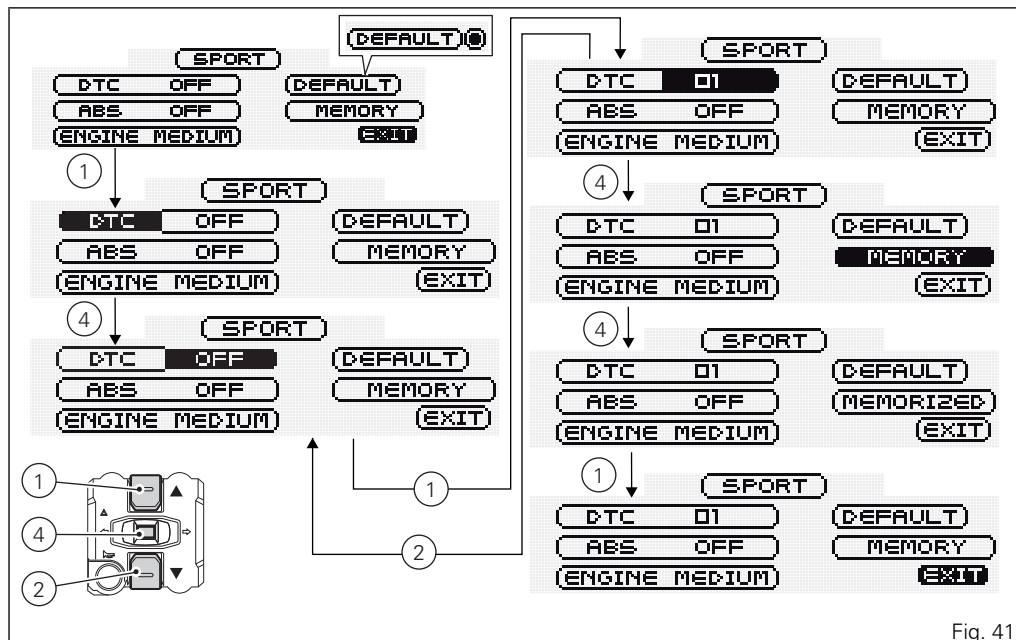 DEFAULT
SPORT
DTC OFF DEFAULT
ABS OFF MEMORY
ENGINE MEDIUM EXIT
1
SPORT
DTC OFF DEFAULT
ABS OFF MEMORY
ENGINE MEDIUM EXIT
4
SPORT
DTC OFF DEFAULT
ABS OFF MEMORY
ENGINE MEDIUM EXIT
1
2
1
4
2
SPORT
DTC 01 DEFAULT
ABS OFF MEMORY
ENGINE MEDIUM EXIT
4
SPORT
DTC 01 DEFAULT
ABS OFF MEMORY
ENGINE MEDIUM EXIT
4
SPORT
DTC 01 DEFAULT
ABS OFF MEMORIZED
ENGINE MEDIUM EXIT
1
SPORT
DTC 01 DEFAULT
ABS OFF MEMORY
ENGINE MEDIUM EXIT
Fig. 41